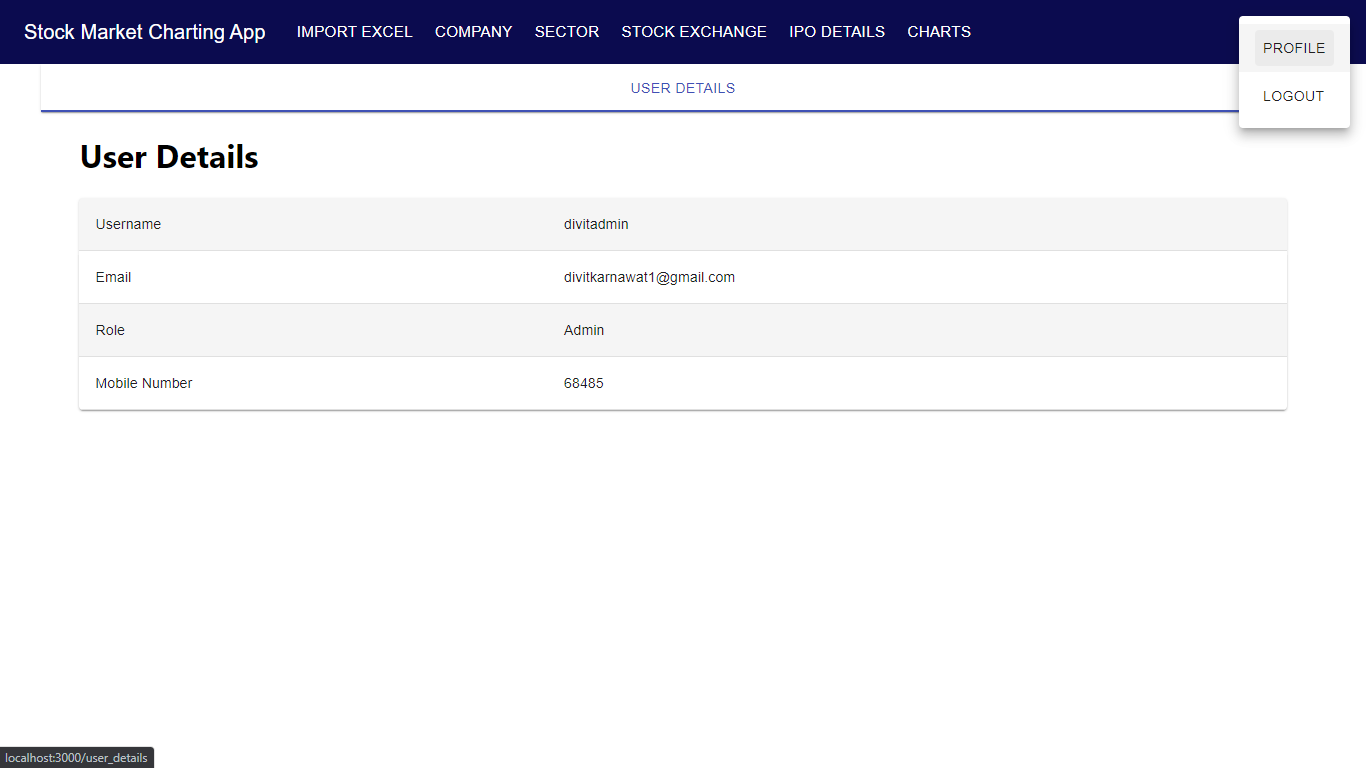 Stock Market Charting App IMPORT EXCEL COMPANY SECTOR STOCK EXCHANGE IPO DETAILS CHARTS
PROFILE
LOGOUT
USER DETAILS
User Details
Username divitadmin
Email divitkarnawat1@gmail.com
Role Admin
Mobile Number 68485
localhost:3000/user_details